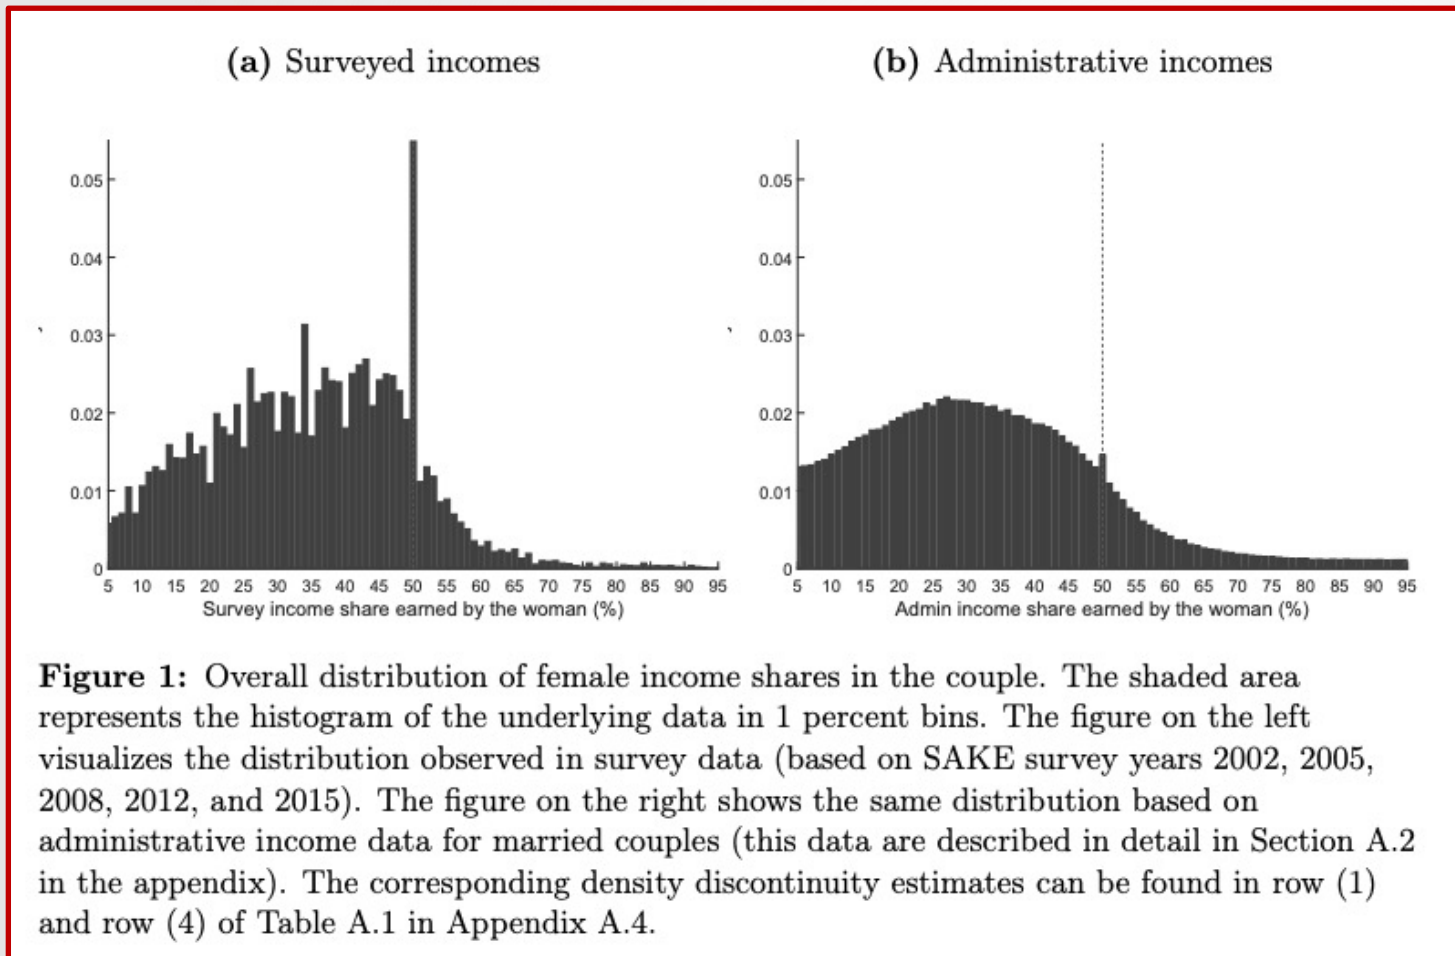 (a) Surveyed incomes
(b) Administrative incomes
0.05
0.04
0.03
0.02
0.01
0
5 10 15 20 25 30 35 40 45 50 55 60 65 70 75 80 85 90 95
Survey income share earned by the woman (%)
0.05
0.04
0.03
0.02
0.01
0
5 10 15 20 25 30 35 40 45 50 55 60 65 70 75 80 85 90 95
Admin income share earned by the woman (%)
Figure 1: Overall distribution of female income shares in the couple. The shaded area
represents the histogram of the underlying data in 1 percent bins. The figure on the left
visualizes the distribution observed in survey data (based on SAKE survey years 2002, 2005,
2008, 2012, and 2015). The figure on the right shows the same distribution based on
administrative income data for married couples (this data are described in detail in Section A.2
in the appendix). The corresponding density discontinuity estimates can be found in row (1)
and row (4) of Table A.1 in Appendix A.4.